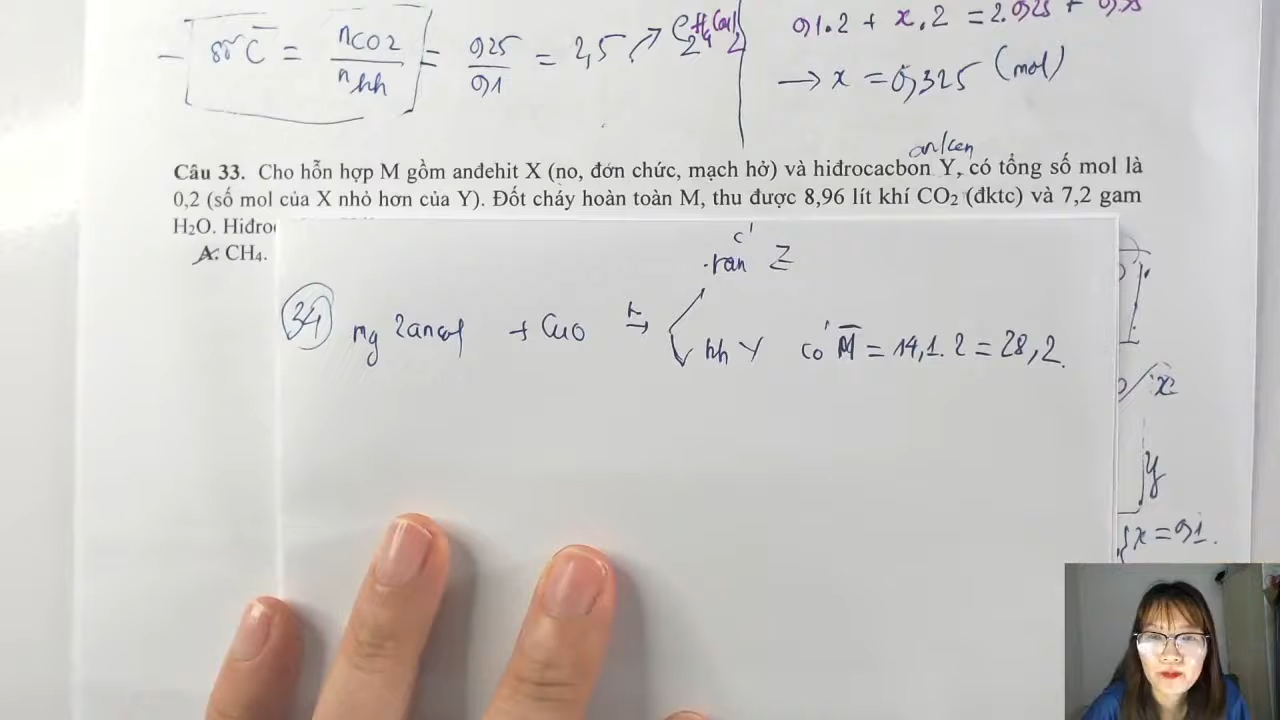 số C̅ = nCO2 / nhh = 0,25 / 0,1 = 2,5
0,1.2 + x.2 = 2.0,25 +
→ x = 0,325 (mol)
an/ken
Câu 33. Cho hỗn hợp M gồm anđehit X (no, đơn chức, mạch hở) và hiđrocacbon Y, có tổng số mol là
0,2 (số mol của X nhỏ hơn của Y). Đốt cháy hoàn toàn M, thu được 8,96 lít khí CO2 (đktc) và 7,2 gam
H2O. Hiđro
A. CH4.
rắn Z
34 mg 2ancol + CuO t→
hh Y có M̅ = 14,1.2 = 28,2.
x
y
x = 0,1.